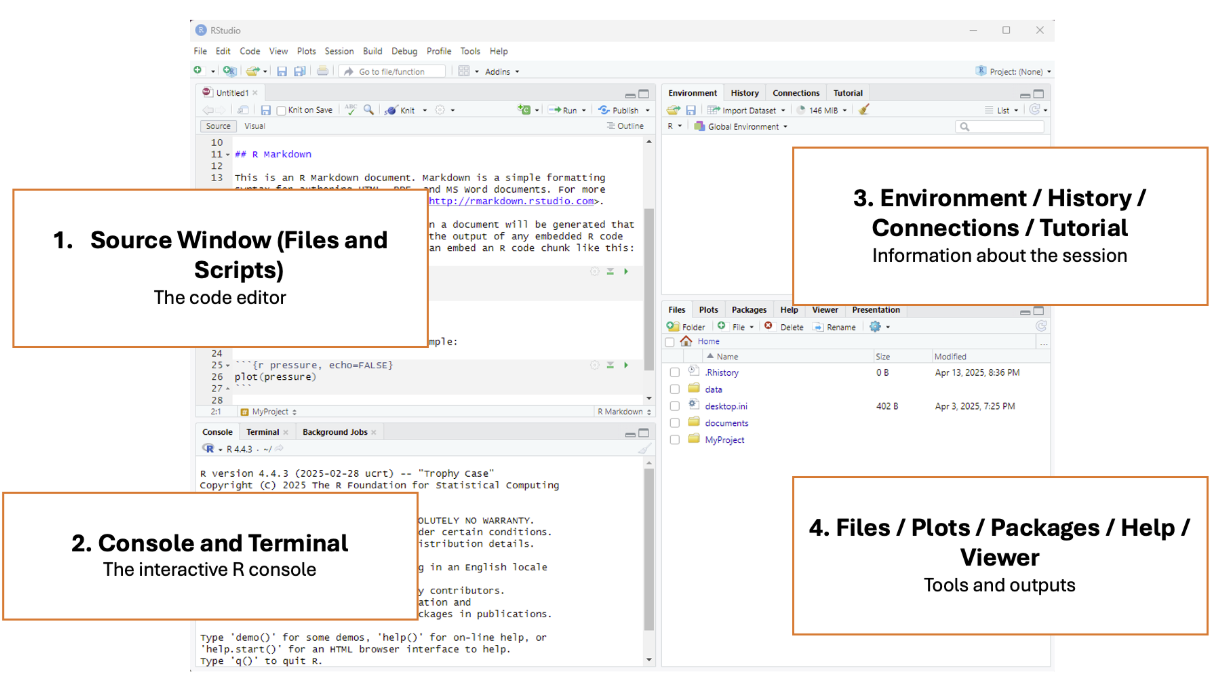 RStudio
File Edit Code View Plots Session Build Debug Profile Tools Help
Go to file/function Addins Project: (None)
Untitled1
Knit on Save ABC Knit Run Publish
Source Visual Outline
10
11 ## R Markdown
12
13 This is an R Markdown document. Markdown is a simple formatting
and MS Word documents. For more
http://rmarkdown.rstudio.com>.
n a document will be generated that
the output of any embedded R code
an embed an R code chunk like this:
1. Source Window (Files and
Scripts)
The code editor
mple:
24
25 ```{r pressure, echo=FALSE}
26 plot(pressure)
27 ```
28
2:1 # MyProject R Markdown
Console Terminal Background Jobs
R R 4.4.3 · ~/
R version 4.4.3 (2025-02-28 ucrt) -- "Trophy Case"
Copyright (C) 2025 The R Foundation for Statistical Computing
OLUTELY NO WARRANTY.
der certain conditions.
istribution details.
g in an English locale
y contributors.
ation and
ckages in publications.
2. Console and Terminal
The interactive R console
Type 'demo()' for some demos, 'help()' for on-line help, or
'help.start()' for an HTML browser interface to help.
Type 'q()' to quit R.
Environment History Connections Tutorial
Import Dataset 146 MiB List
R Global Environment
3. Environment / History /
Connections / Tutorial
Information about the session
Files Plots Packages Help Viewer Presentation
Folder File Delete Rename
Home ...
Name Size Modified
.Rhistory 0 B Apr 13, 2025, 8:36 PM
data
desktop.ini 402 B Apr 3, 2025, 7:25 PM
documents
MyProject
4. Files / Plots / Packages / Help /
Viewer
Tools and outputs